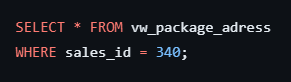 SELECT * FROM vw_package_adress
WHERE sales_id = 340;